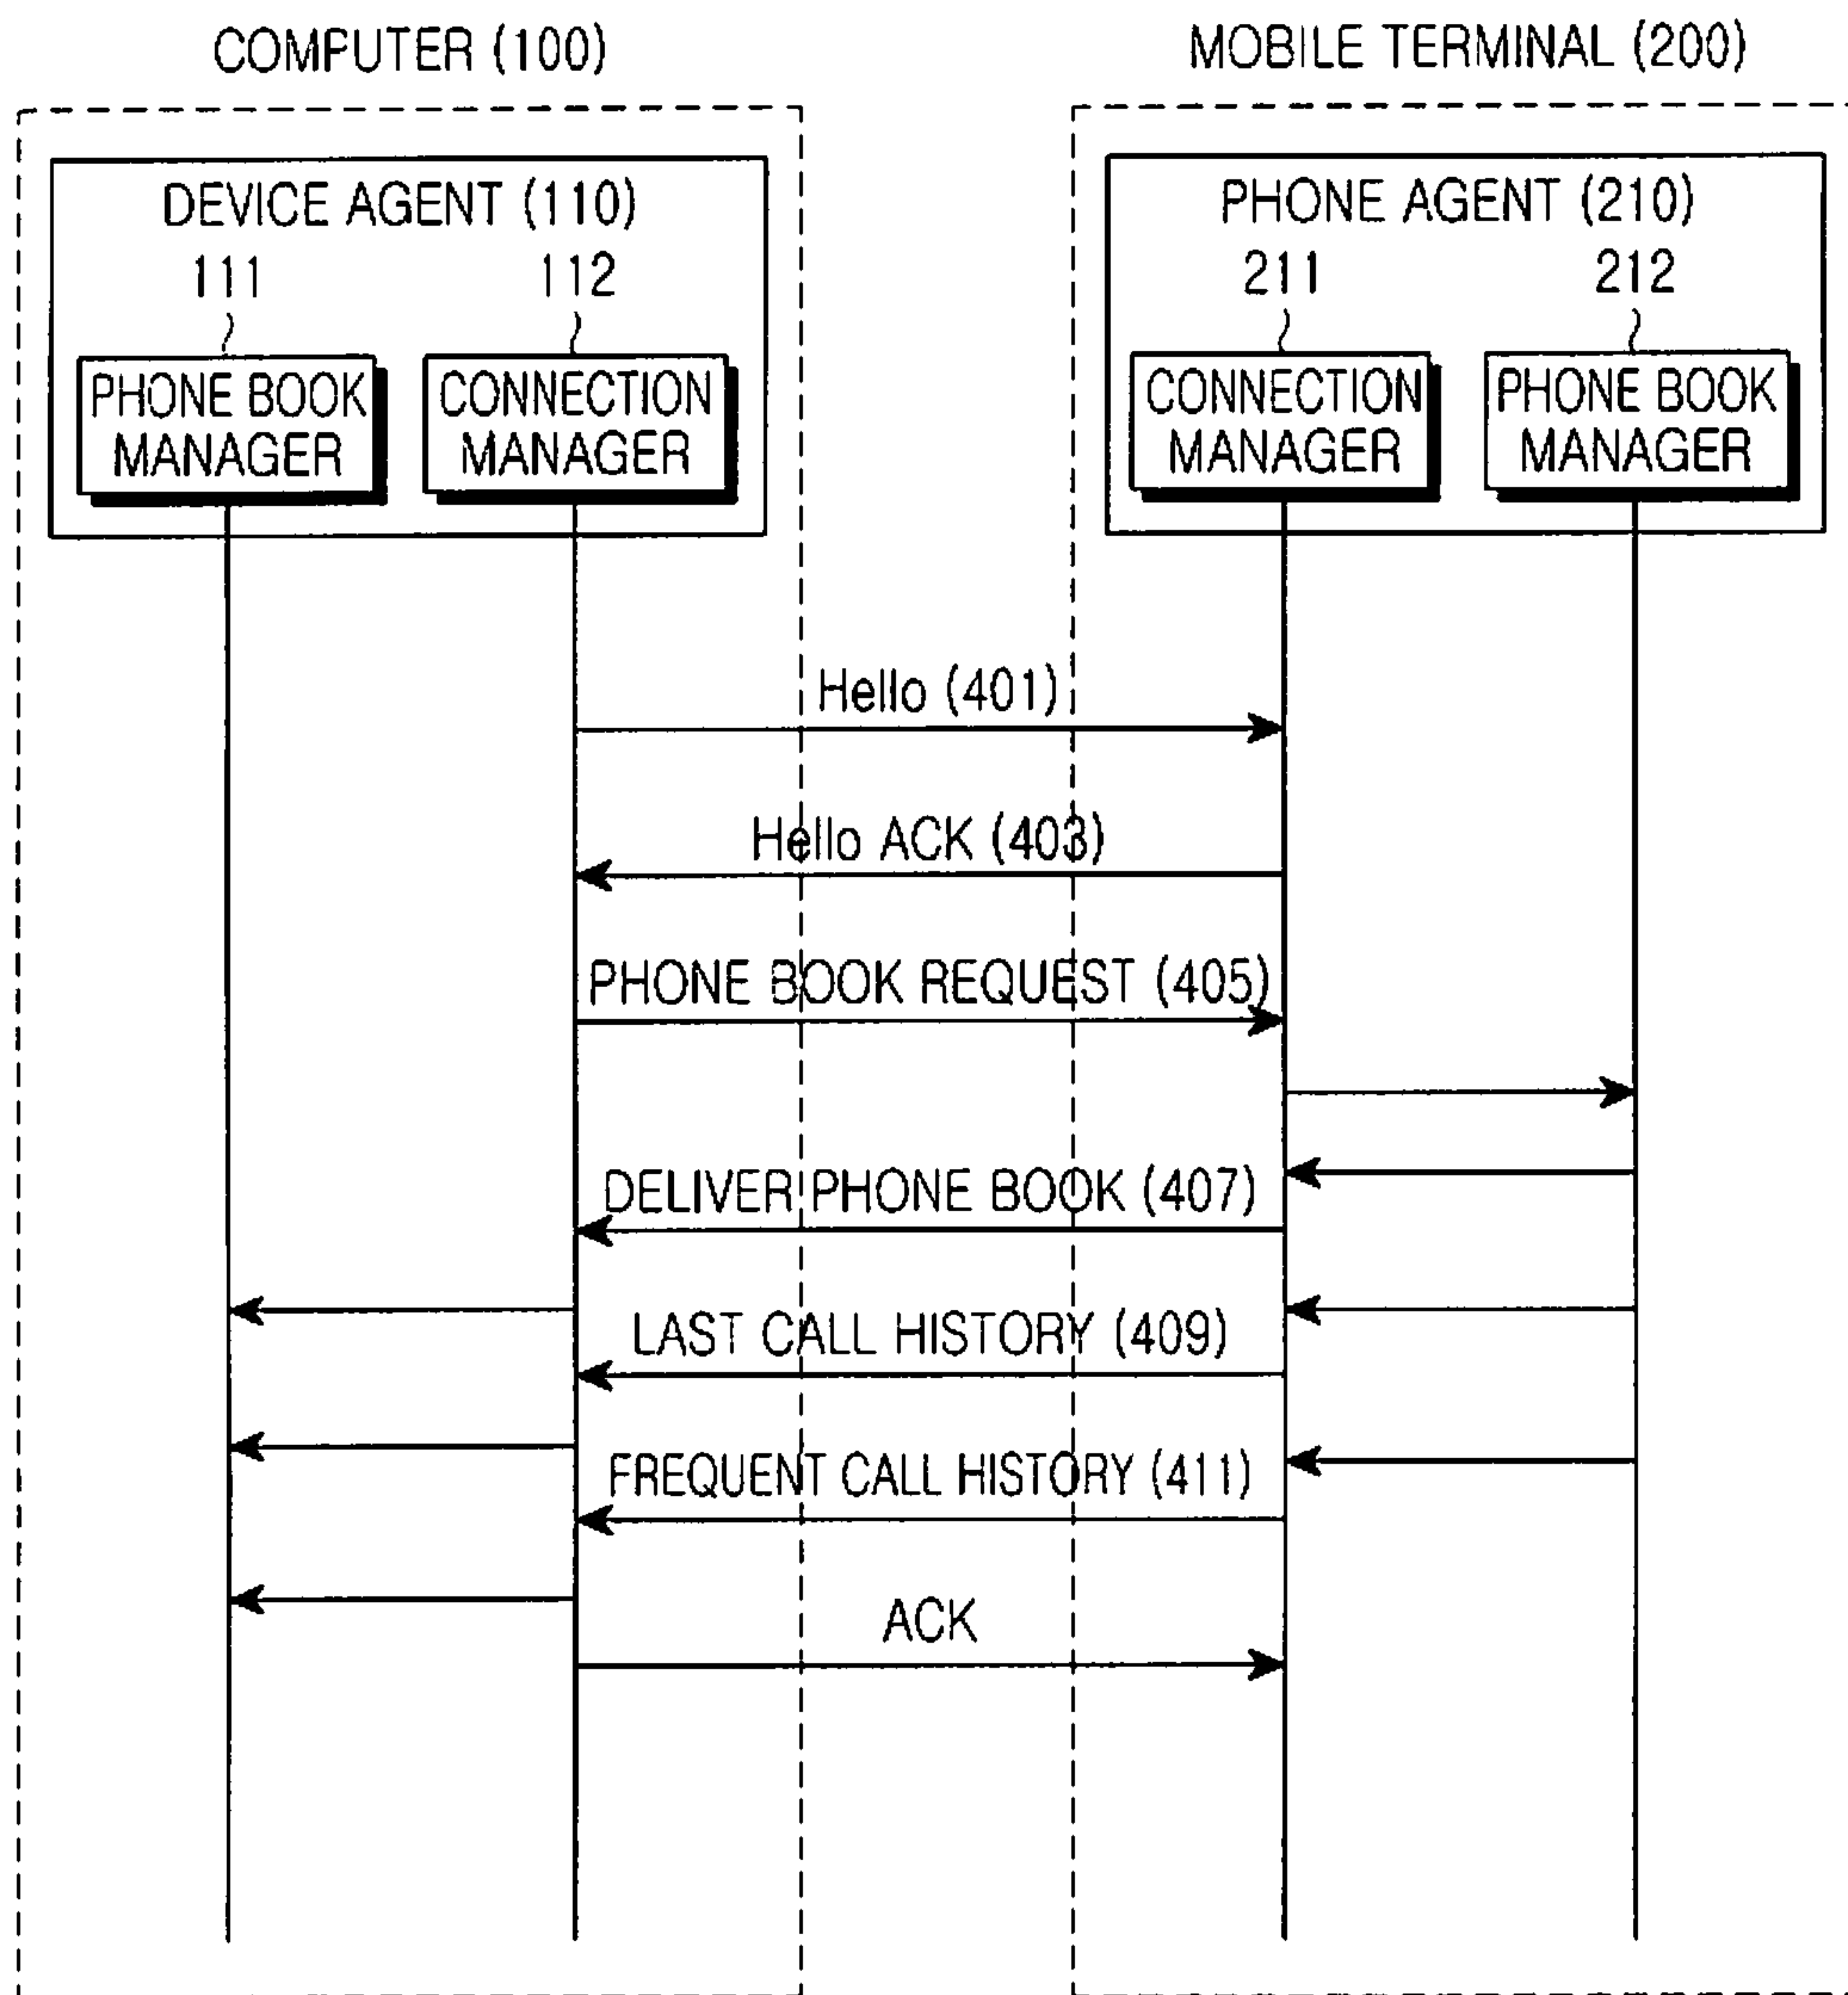 COMPUTER (100)
MOBILE TERMINAL (200)
DEVICE AGENT (110)
PHONE AGENT (210)
111
112
211
212
PHONE BOOK
MANAGER
CONNECTION
MANAGER
CONNECTION
MANAGER
PHONE BOOK
MANAGER
Hello (401)
Hello ACK (403)
PHONE BOOK REQUEST (405)
DELIVER PHONE BOOK (407)
LAST CALL HISTORY (409)
FREQUENT CALL HISTORY (411)
ACK